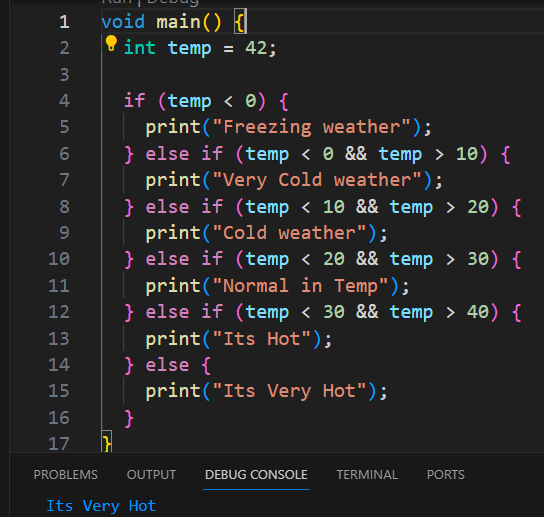 Run | Debug
1 void main() {
2 int temp = 42;
3
4 if (temp < 0) {
5 print("Freezing weather");
6 } else if (temp < 0 && temp > 10) {
7 print("Very Cold weather");
8 } else if (temp < 10 && temp > 20) {
9 print("Cold weather");
10 } else if (temp < 20 && temp > 30) {
11 print("Normal in Temp");
12 } else if (temp < 30 && temp > 40) {
13 print("Its Hot");
14 } else {
15 print("Its Very Hot");
16 }
17 }
PROBLEMS OUTPUT DEBUG CONSOLE TERMINAL PORTS
Its Very Hot